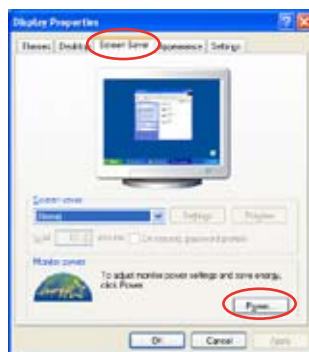 Display Properties
Themes Desktop Screen Saver Appearance Settings
Screen saver
(None) Settings Preview
Wait minutes On resume, password protect
Monitor power
To adjust monitor power settings and save energy,
click Power.
Power...
OK Cancel Apply